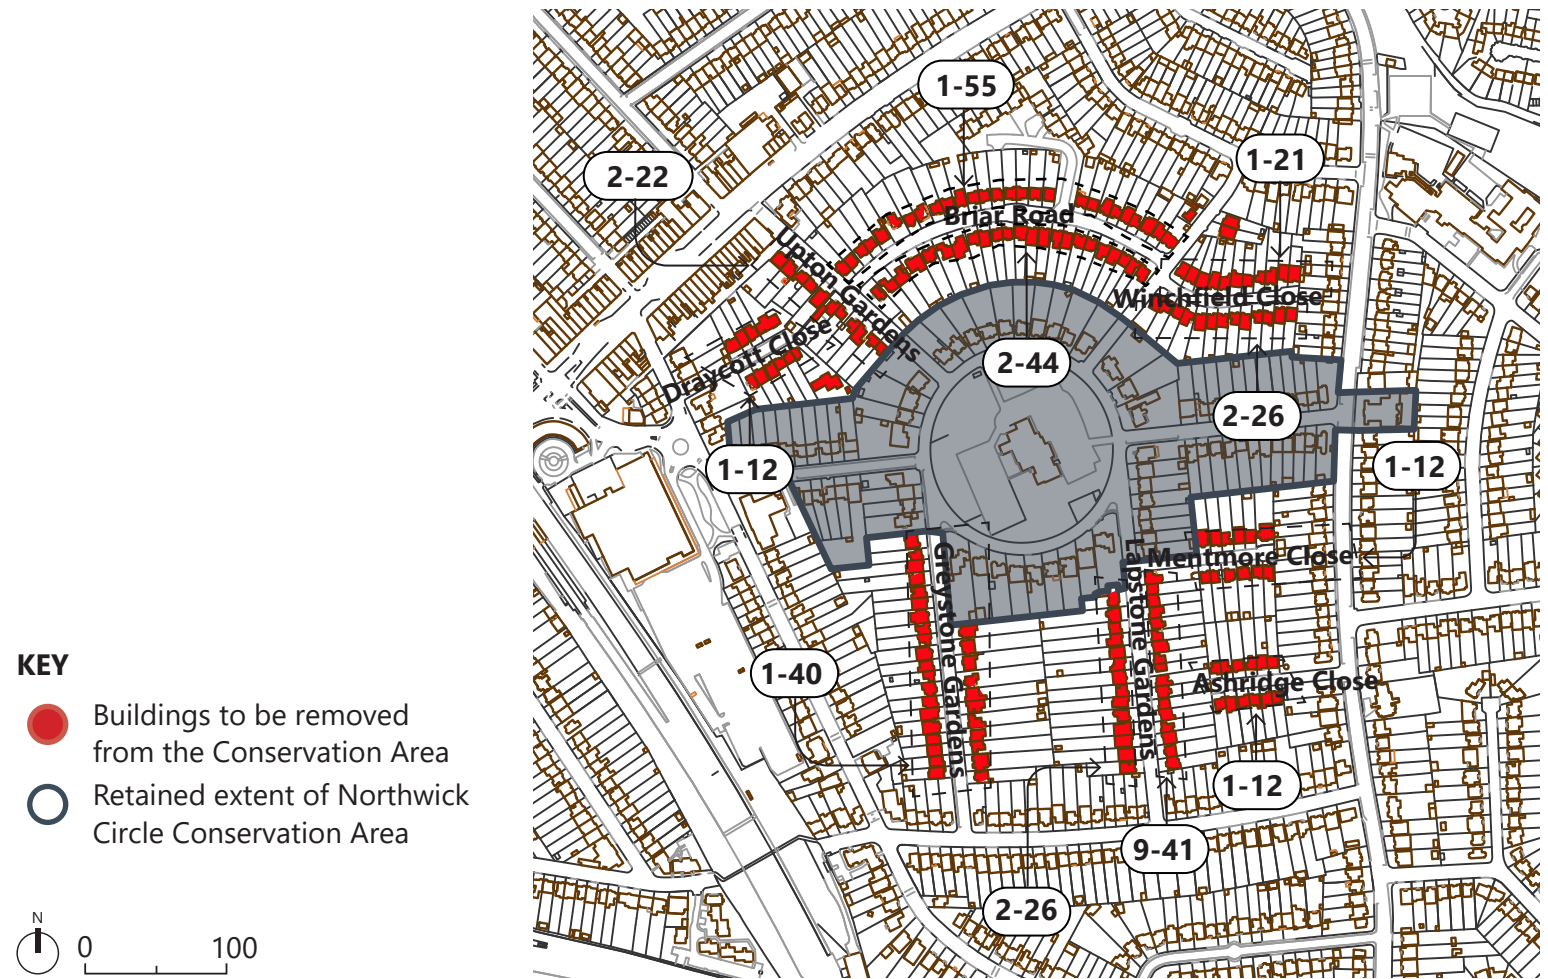 1-55
1-21
2-22
Briar Road
Upton Gardens
Winchfield Close
Draycott Close
2-44
2-26
1-12
1-12
Mentmore Close
Greystone Gardens
Lapstone Gardens
1-40
Ashridge Close
1-12
9-41
2-26
KEY
Buildings to be removed
from the Conservation Area
Retained extent of Northwick
Circle Conservation Area
N
0 100